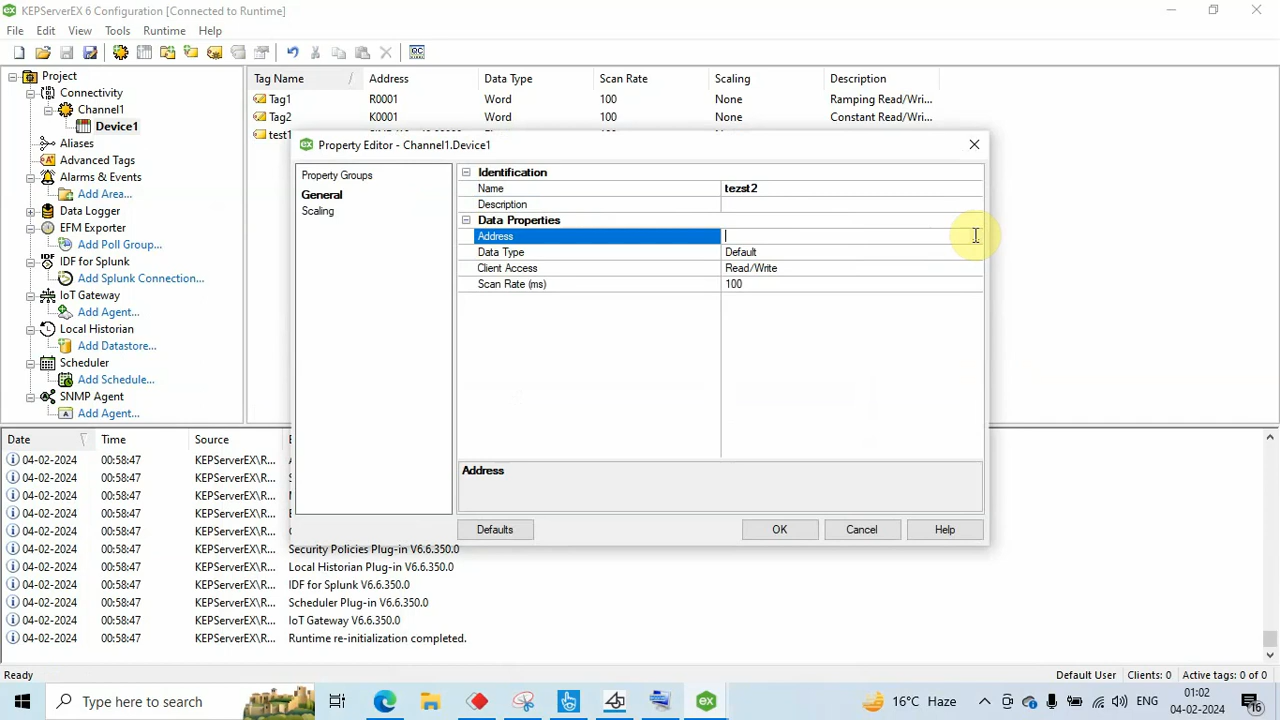 KEPServerEX 6 Configuration [Connected to Runtime]
File Edit View Tools Runtime Help
Project
Connectivity
Channel1
Device1
Aliases
Advanced Tags
Alarms & Events
Add Area...
Data Logger
EFM Exporter
Add Poll Group...
IDF for Splunk
Add Splunk Connection...
IoT Gateway
Add Agent...
Local Historian
Add Datastore...
Scheduler
Add Schedule...
SNMP Agent
Add Agent...
Tag Name Address Data Type Scan Rate Scaling Description
Tag1 R0001 Word 100 None Ramping Read/Wri...
Tag2 K0001 Word 100 None Constant Read/Wri...
test1
Property Editor - Channel1.Device1
Property Groups
General
Scaling
Identification
Name tezst2
Description
Data Properties
Address
Data Type Default
Client Access Read/Write
Scan Rate (ms) 100
Address
Defaults OK Cancel Help
Date Time Source
04-02-2024 00:58:47 KEPServerEX\R...
04-02-2024 00:58:47 KEPServerEX\R...
04-02-2024 00:58:47 KEPServerEX\R...
04-02-2024 00:58:47 KEPServerEX\R...
04-02-2024 00:58:47 KEPServerEX\R...
04-02-2024 00:58:47 KEPServerEX\R... Security Policies Plug-in V6.6.350.0
04-02-2024 00:58:47 KEPServerEX\R... Local Historian Plug-in V6.6.350.0
04-02-2024 00:58:47 KEPServerEX\R... IDF for Splunk V6.6.350.0
04-02-2024 00:58:47 KEPServerEX\R... Scheduler Plug-in V6.6.350.0
04-02-2024 00:58:47 KEPServerEX\R... IoT Gateway V6.6.350.0
04-02-2024 00:58:47 KEPServerEX\R... Runtime re-initialization completed.
Ready Default User Clients: 0 Active tags: 0 of 0
Type here to search 16°C Haze ENG 01:02
04-02-2024 16